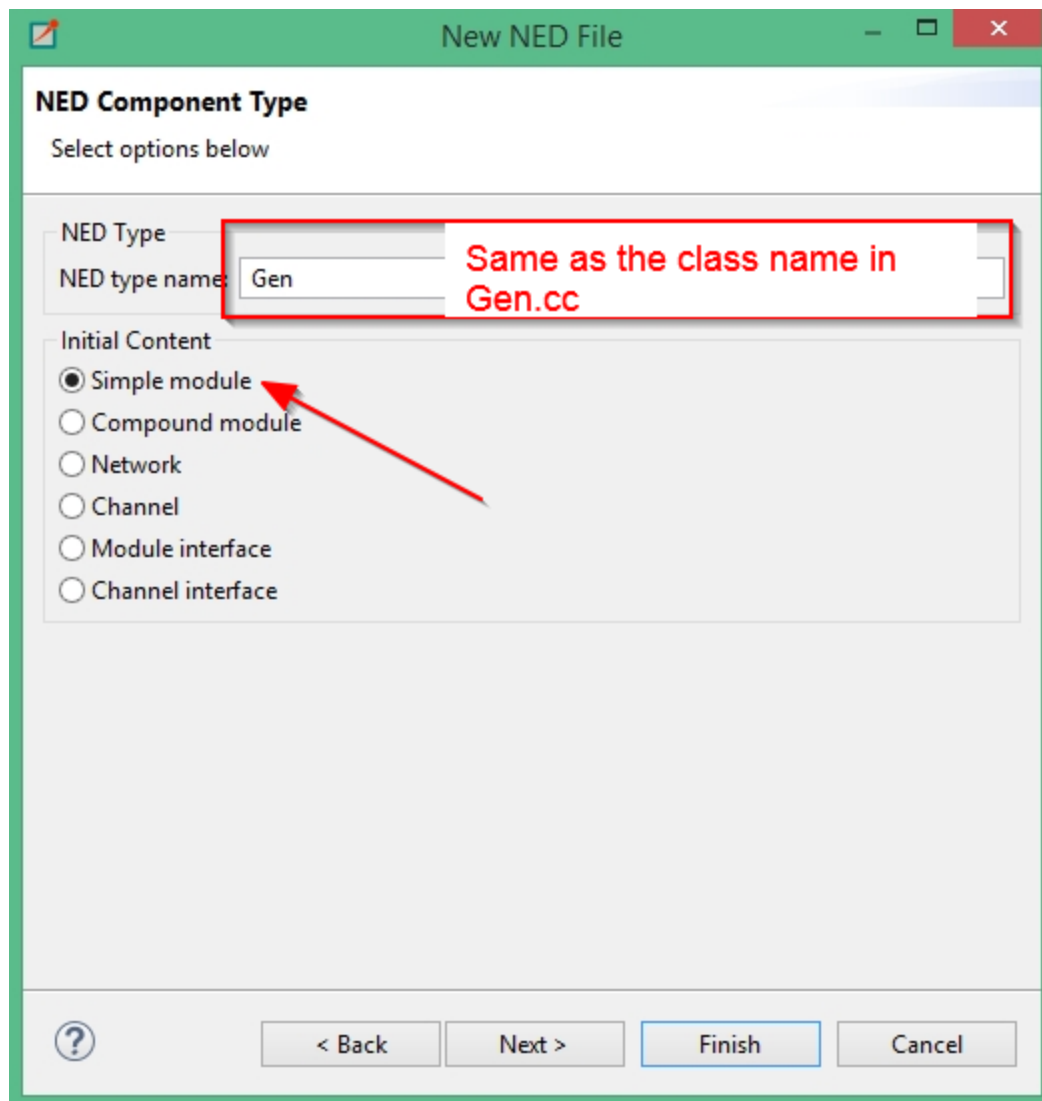 New NED File
NED Component Type
Select options below
NED Type
NED type name: Gen
Same as the class name in
Gen.cc
Initial Content
Simple module
Compound module
Network
Channel
Module interface
Channel interface
? < Back Next > Finish Cancel